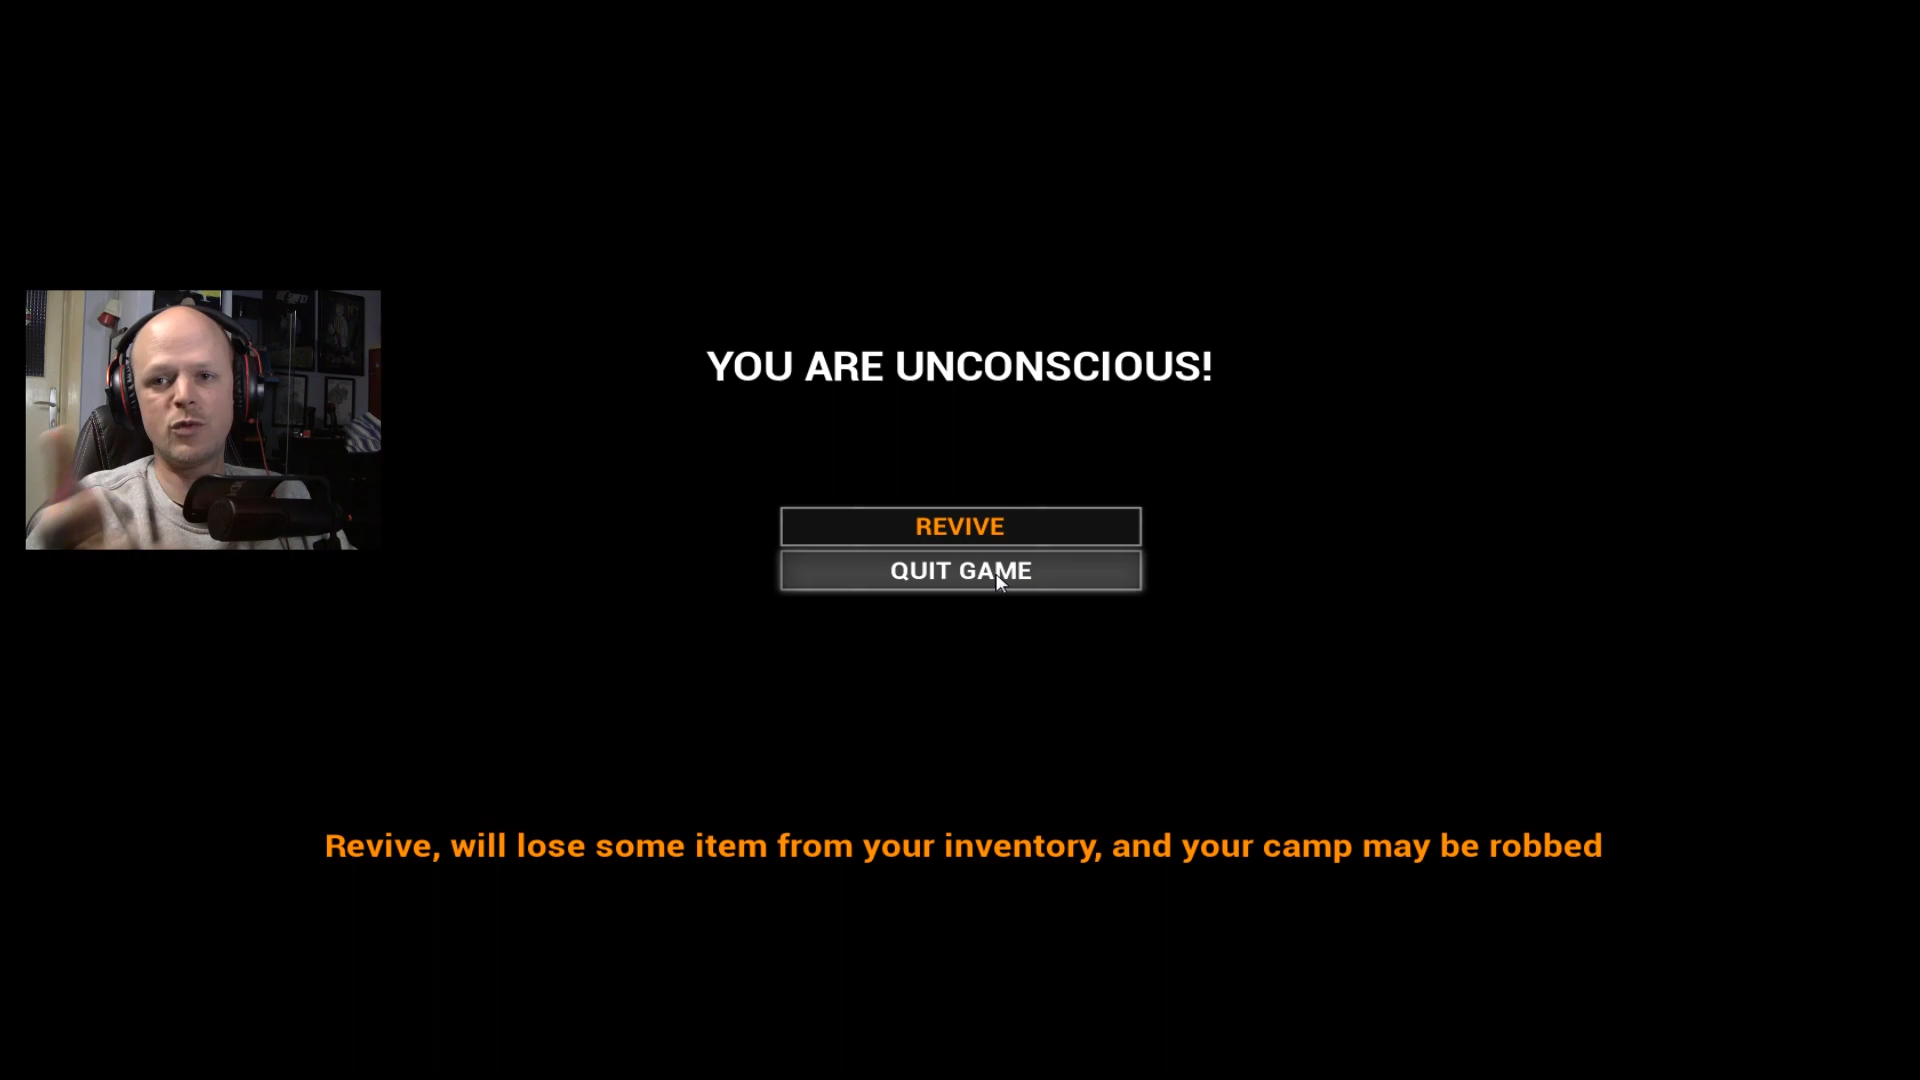 YOU ARE UNCONSCIOUS!
REVIVE
QUIT GAME
Revive, will lose some item from your inventory, and your camp may be robbed